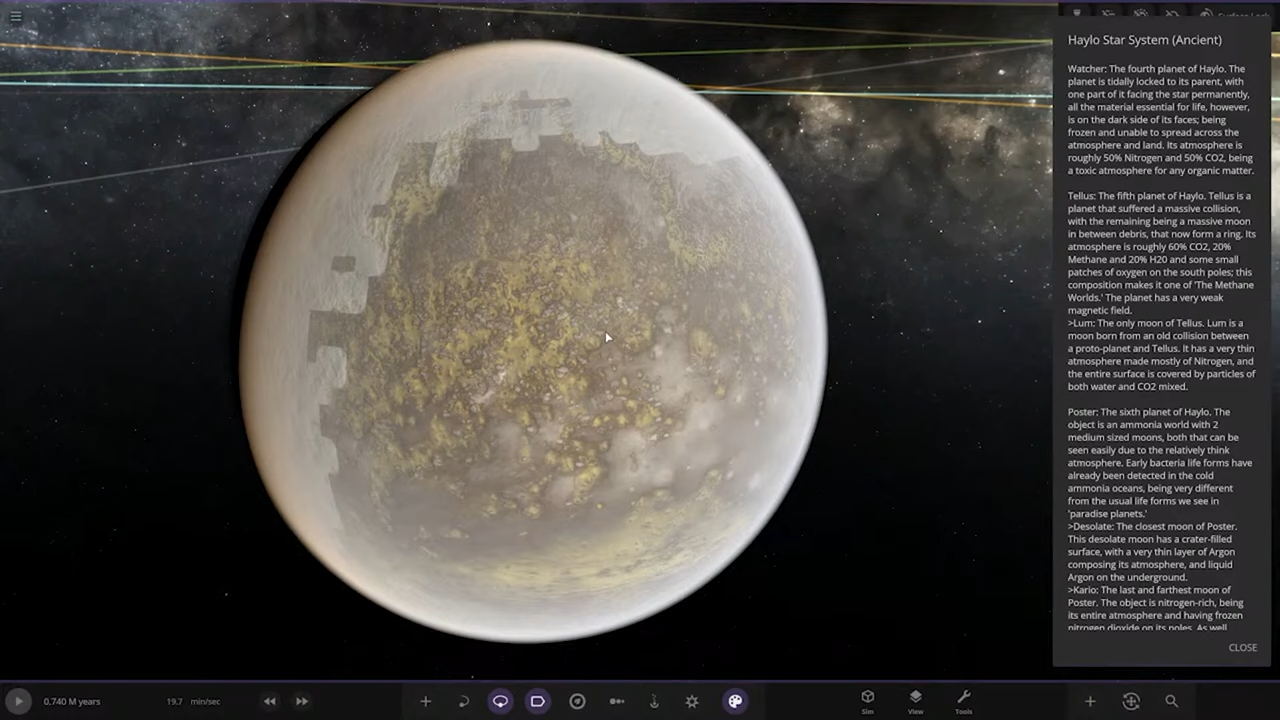 Haylo Star System (Ancient)
Watcher: The fourth planet of Haylo. The
planet is tidally locked to its parent, with
one part of it facing the star permanently,
all the material essential for life, however,
is on the dark side of its faces; being
frozen and unable to spread across the
atmosphere and land. Its atmosphere is
roughly 50% Nitrogen and 50% CO2, being
a toxic atmosphere for any organic matter.
Tellus: The fifth planet of Haylo. Tellus is a
planet that suffered a massive collision,
with the remaining being a massive moon
in between debris, that now form a ring. Its
atmosphere is roughly 60% CO2, 20%
Methane and 20% H20 and some small
patches of oxygen on the south poles; this
composition makes it one of 'The Methane
Worlds.' The planet has a very weak
magnetic field.
>Lum: The only moon of Tellus. Lum is a
moon born from an old collision between
a proto-planet and Tellus. It has a very thin
atmosphere made mostly of Nitrogen, and
the entire surface is covered by particles of
both water and CO2 mixed.
Poster: The sixth planet of Haylo. The
object is an ammonia world with 2
medium sized moons, both that can be
seen easily due to the relatively think
atmosphere. Early bacteria life forms have
already been detected in the cold
ammonia oceans, being very different
from the usual life forms we see in
'paradise planets.'
>Desolate: The closest moon of Poster.
This desolate moon has a crater-filled
surface, with a very thin layer of Argon
composing its atmosphere, and liquid
Argon on the underground.
>Kario: The last and farthest moon of
Poster. The object is nitrogen-rich, being
its entire atmosphere and having frozen
nitrogen dioxide on its poles. As well
CLOSE
0.740 M years
19.7 min/sec
Sim
View
Tools